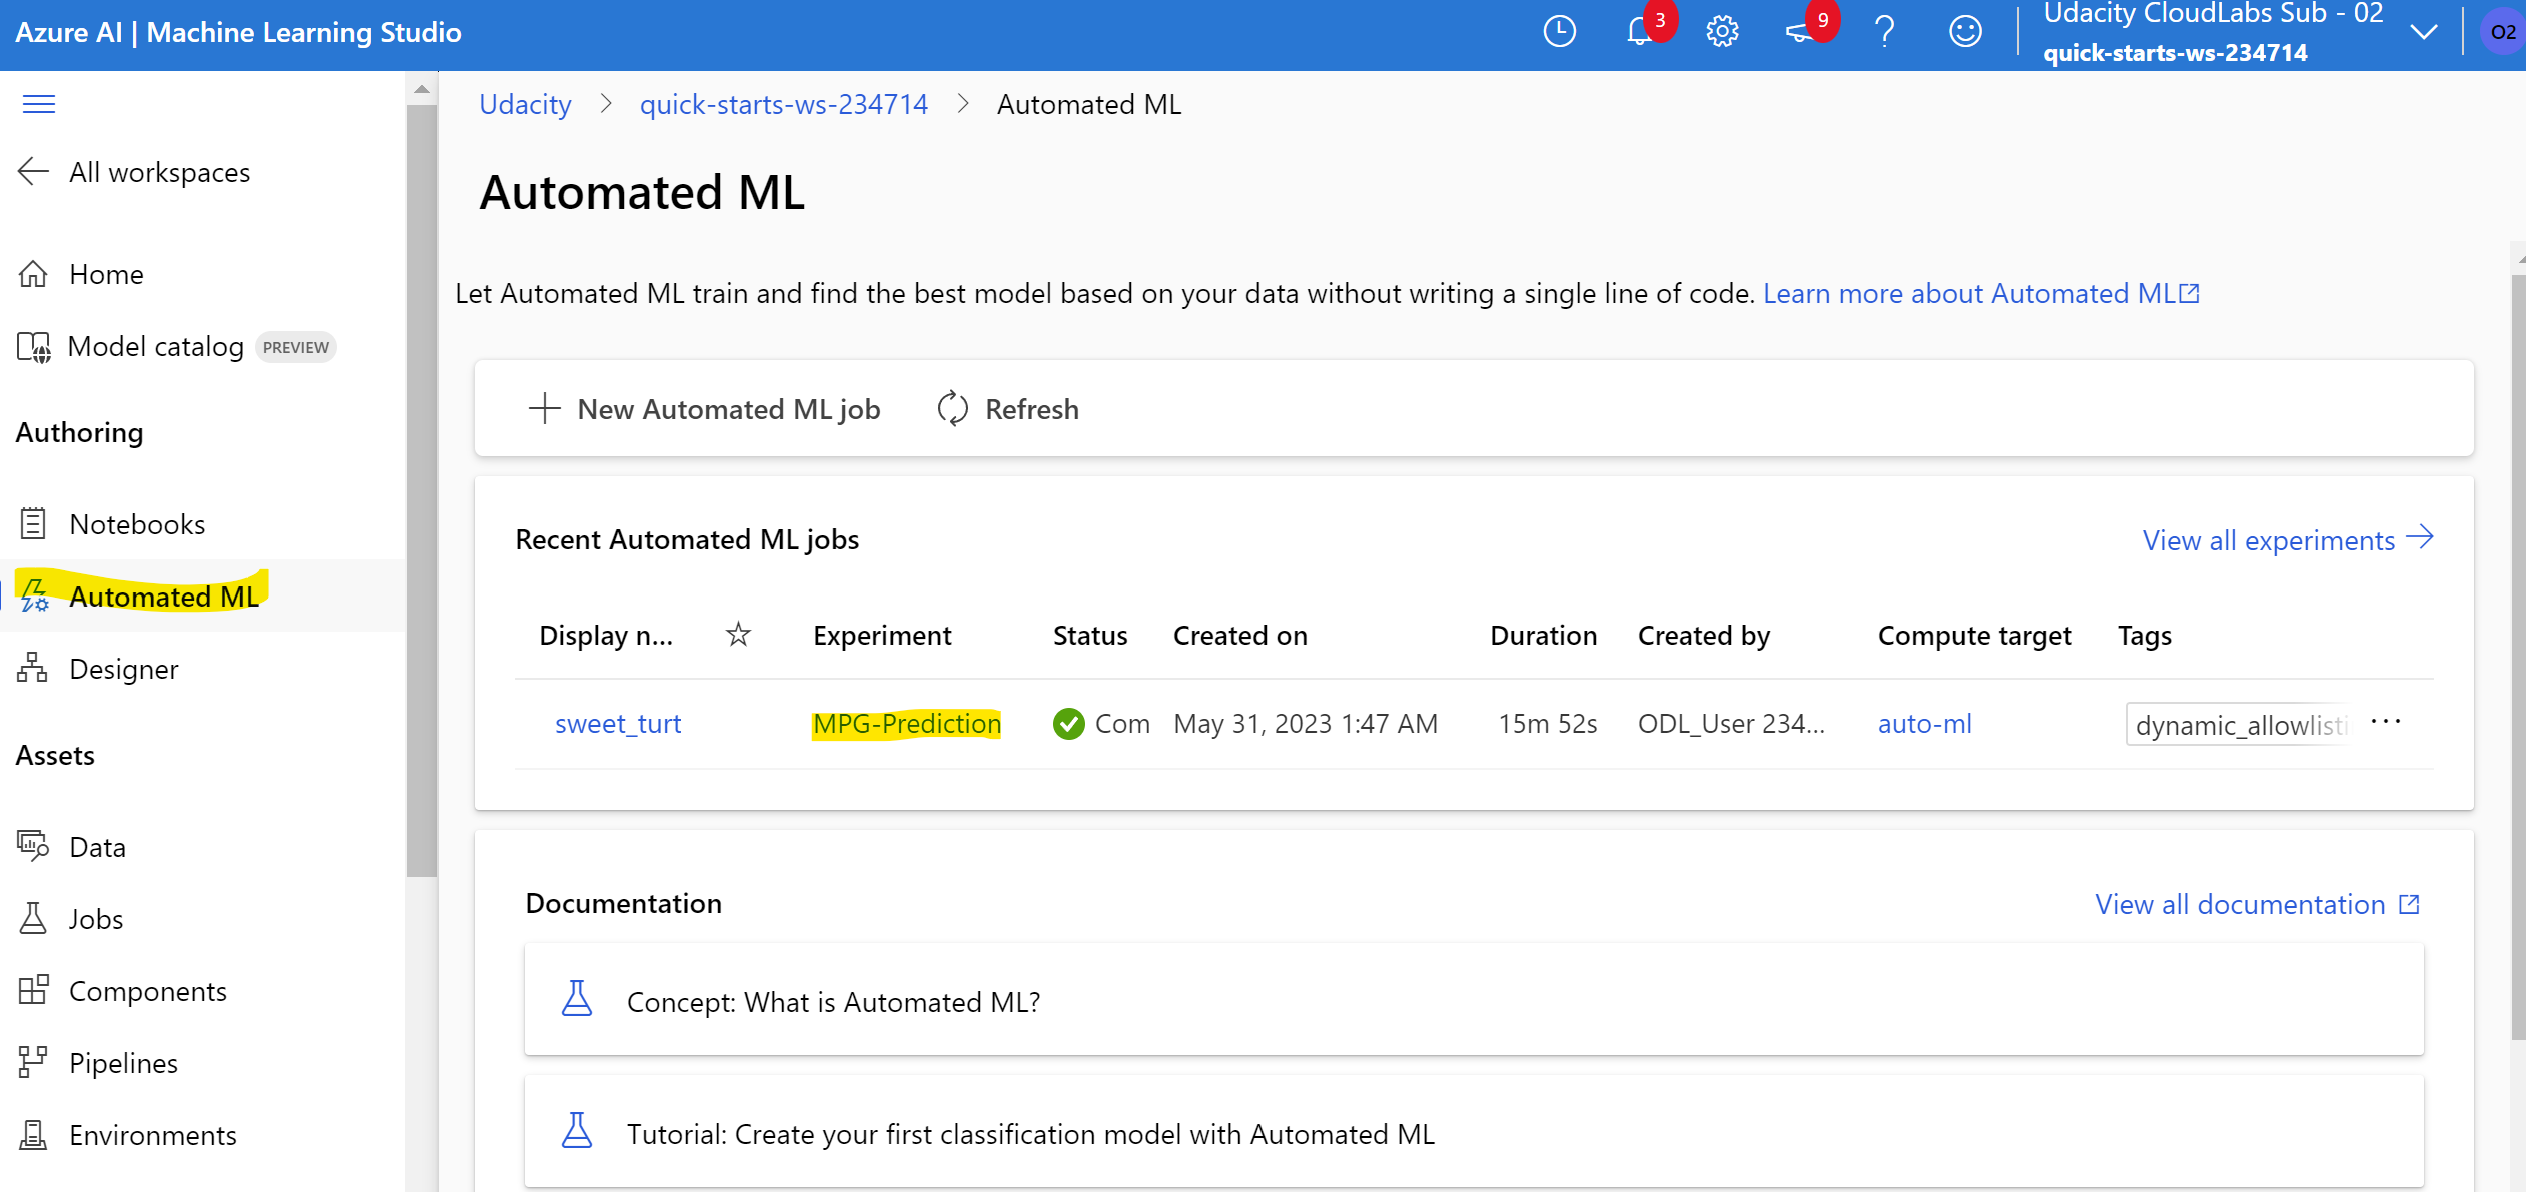 Azure AI | Machine Learning Studio
3
9
Udacity CloudLabs Sub - 02
quick-starts-ws-234714
O2
All workspaces
Home
Model catalog PREVIEW
Authoring
Notebooks
Automated ML
Designer
Assets
Data
Jobs
Components
Pipelines
Environments
Udacity > quick-starts-ws-234714 > Automated ML
Automated ML
Let Automated ML train and find the best model based on your data without writing a single line of code. Learn more about Automated ML
New Automated ML job Refresh
Recent Automated ML jobs View all experiments
Display n... Experiment Status Created on Duration Created by Compute target Tags
sweet_turt MPG-Prediction Com May 31, 2023 1:47 AM 15m 52s ODL_User 234... auto-ml dynamic_allowlisti ...
Documentation View all documentation
Concept: What is Automated ML?
Tutorial: Create your first classification model with Automated ML